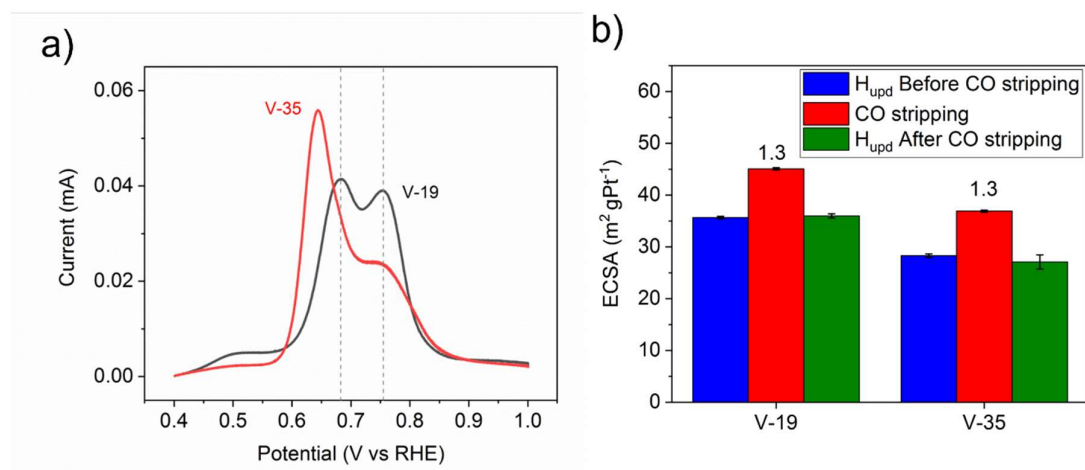 a)
0.06
0.04
0.02
0.00
Current (mA)
V-35
V-19
0.4 0.5 0.6 0.7 0.8 0.9 1.0
Potential (V vs RHE)
b)
60
50
40
30
20
10
0
ECSA (m² gPt⁻¹)
Hupd Before CO stripping
CO stripping
Hupd After CO stripping
1.3
1.3
V-19 V-35